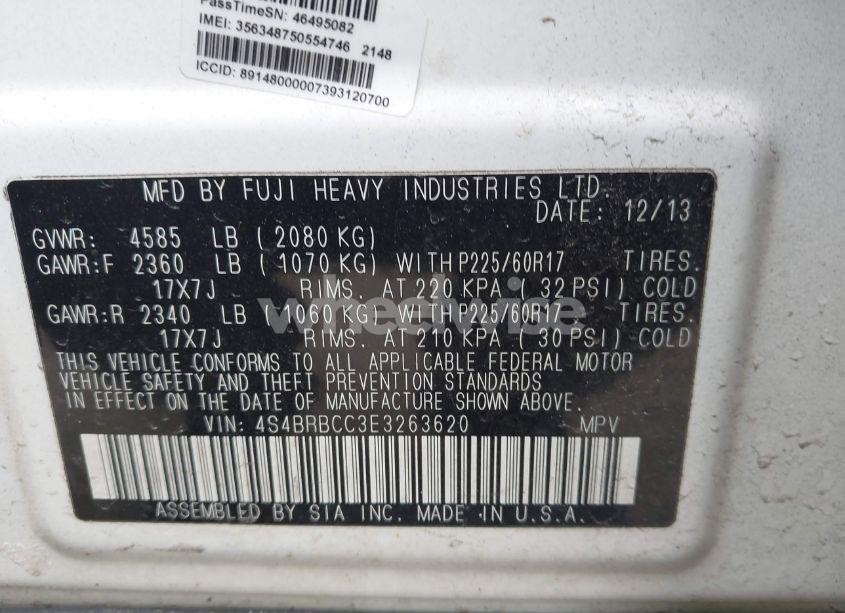 PassTimeSN: 46495082
IMEI: 356348750554746 2148
ICCID: 89148000007393120700
MFD BY FUJI HEAVY INDUSTRIES LTD.
DATE: 12/13
GVWR: 4585 LB ( 2080 KG)
GAWR:F 2360 LB ( 1070 KG) WITH P225/60R17 TIRES.
17X7J RIMS. AT 220 KPA ( 32 PSI) COLD
GAWR:R 2340 LB ( 1060 KG) WITH P225/60R17 TIRES.
17X7J RIMS. AT 210 KPA ( 30 PSI) COLD
wheelwise
THIS VEHICLE CONFORMS TO ALL APPLICABLE FEDERAL MOTOR
VEHICLE SAFETY AND THEFT PREVENTION STANDARDS
IN EFFECT ON THE DATE OF MANUFACTURE SHOWN ABOVE.
VIN: 4S4BRBCC3E3263620 MPV
ASSEMBLED BY SIA INC. MADE IN U.S.A.